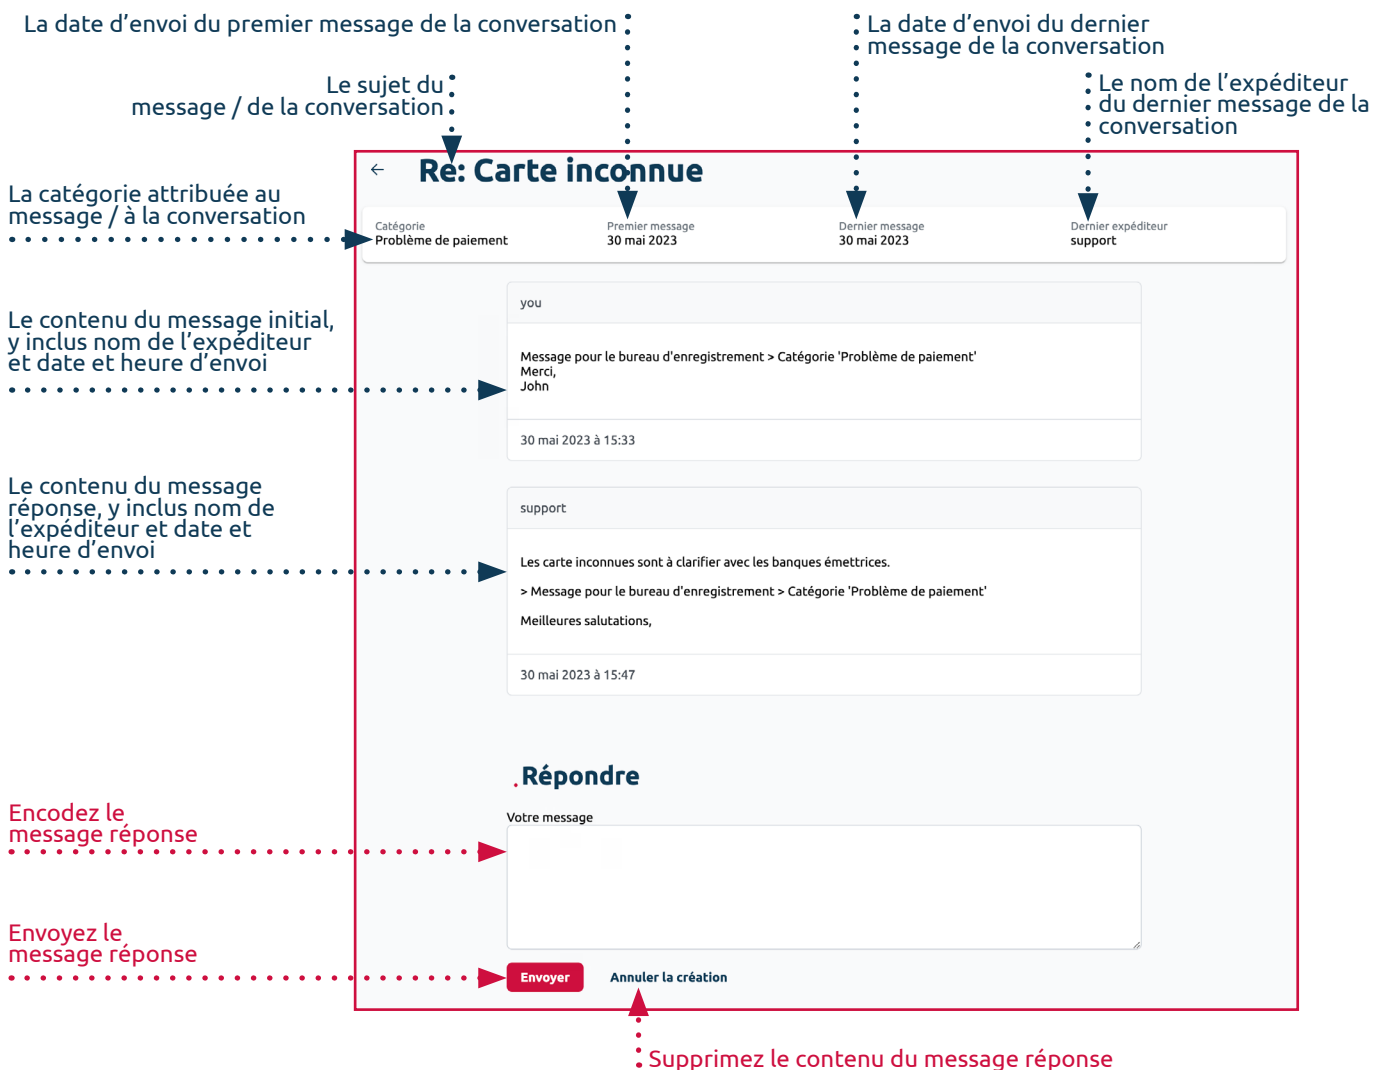 La date d'envoi du premier message de la conversation
La date d'envoi du dernier
message de la conversation
Le sujet du
message / de la conversation
Le nom de l'expéditeur
du dernier message de la
conversation
← Re: Carte inconnue
La catégorie attribuée au
message / à la conversation
Catégorie
Problème de paiement
Premier message
30 mai 2023
Dernier message
30 mai 2023
Dernier expéditeur
support
Le contenu du message initial,
y inclus nom de l'expéditeur
et date et heure d'envoi
you
Message pour le bureau d'enregistrement > Catégorie 'Problème de paiement'
Merci,
John
30 mai 2023 à 15:33
Le contenu du message
réponse, y inclus nom de
l'expéditeur et date et
heure d'envoi
support
Les carte inconnues sont à clarifier avec les banques émettrices.
> Message pour le bureau d'enregistrement > Catégorie 'Problème de paiement'
Meilleures salutations,
30 mai 2023 à 15:47
.Répondre
Encodez le
message réponse
Votre message
Envoyez le
message réponse
Envoyer
Annuler la création
Supprimez le contenu du message réponse